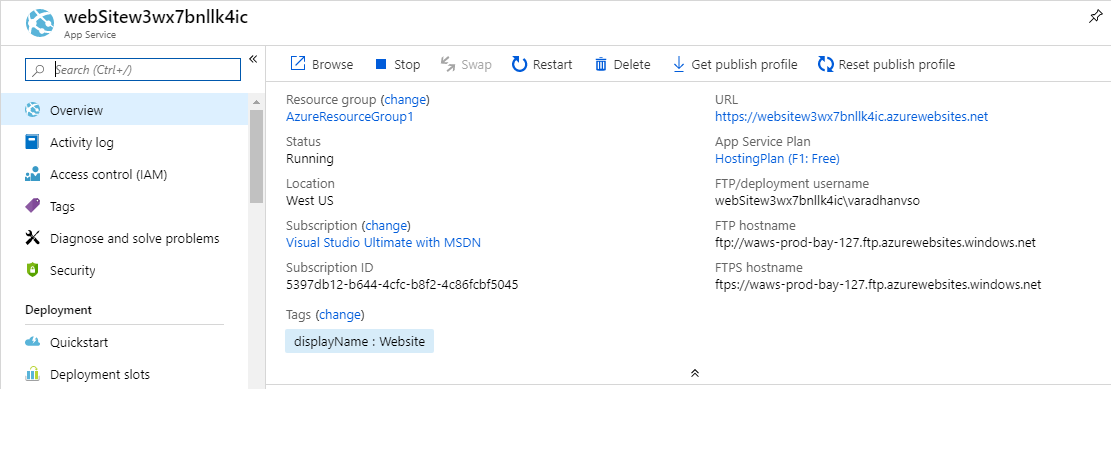 webSitew3wx7bnllk4ic
App Service
Search (Ctrl+/)
Overview
Activity log
Access control (IAM)
Tags
Diagnose and solve problems
Security
Deployment
Quickstart
Deployment slots
Browse Stop Swap Restart Delete Get publish profile Reset publish profile
Resource group (change)
AzureResourceGroup1
Status
Running
Location
West US
Subscription (change)
Visual Studio Ultimate with MSDN
Subscription ID
5397db12-b644-4cfc-b8f2-4c86fcbf5045
Tags (change)
displayName : Website
URL
https://websitew3wx7bnllk4ic.azurewebsites.net
App Service Plan
HostingPlan (F1: Free)
FTP/deployment username
webSitew3wx7bnllk4ic\varadhanvso
FTP hostname
ftp://waws-prod-bay-127.ftp.azurewebsites.windows.net
FTPS hostname
ftps://waws-prod-bay-127.ftp.azurewebsites.windows.net